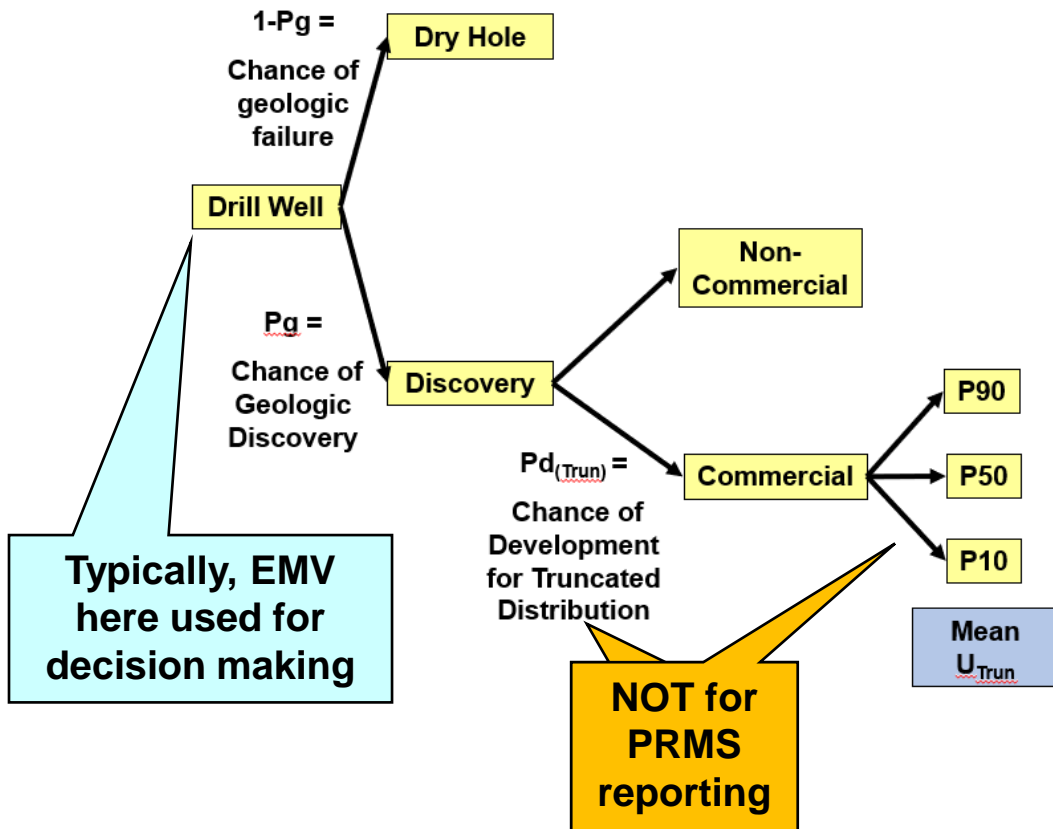 1-Pg =
Chance of
geologic
failure
Dry Hole
Drill Well
Non-
Commercial
Pg =
Chance of
Geologic
Discovery
Discovery
Pd(Trun) =
Chance of
Development
for Truncated
Distribution
Commercial
P90
P50
P10
Mean
UTrun
Typically, EMV
here used for
decision making
NOT for
PRMS
reporting